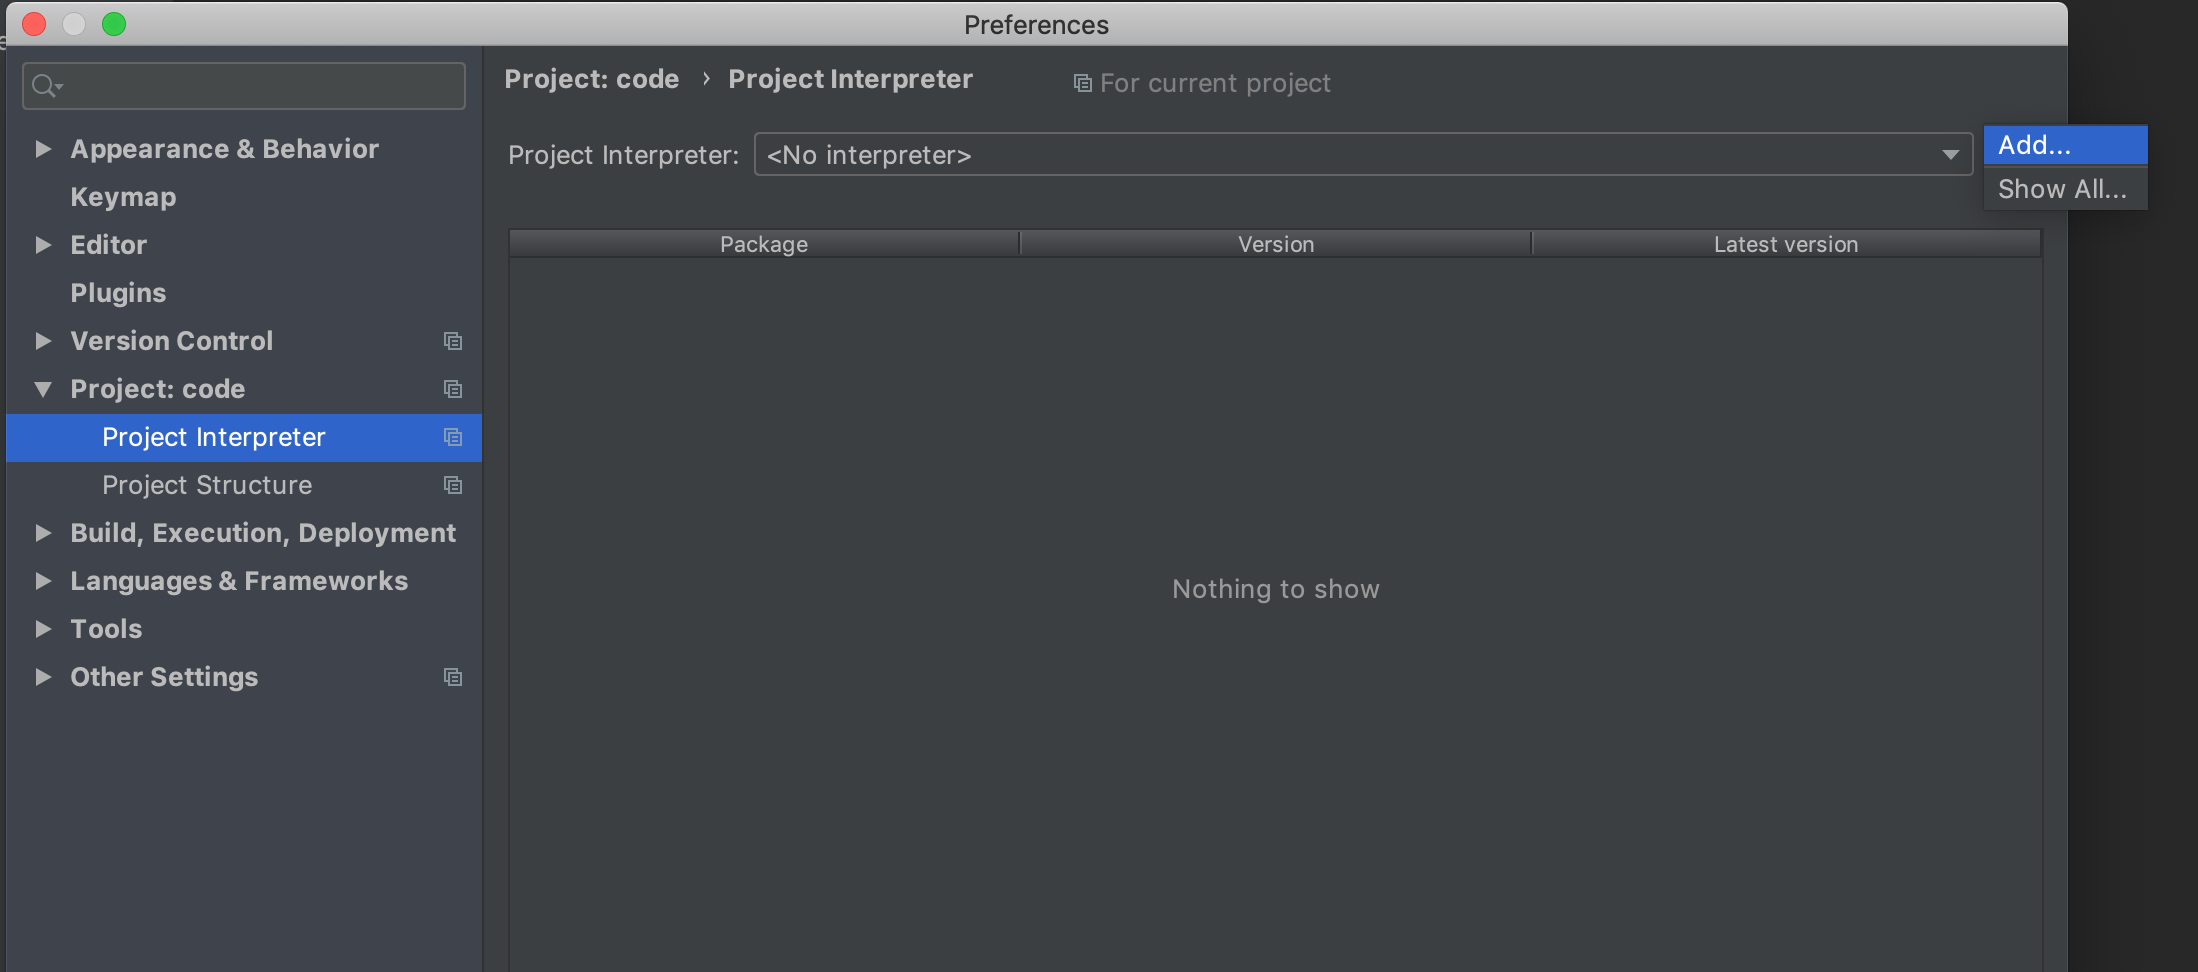 Preferences
Project: code › Project Interpreter
For current project
Project Interpreter: <No interpreter>
Add...
Show All...
Appearance & Behavior
Keymap
Editor
Plugins
Version Control
Project: code
Project Interpreter
Project Structure
Build, Execution, Deployment
Languages & Frameworks
Tools
Other Settings
Package Version Latest version
Nothing to show